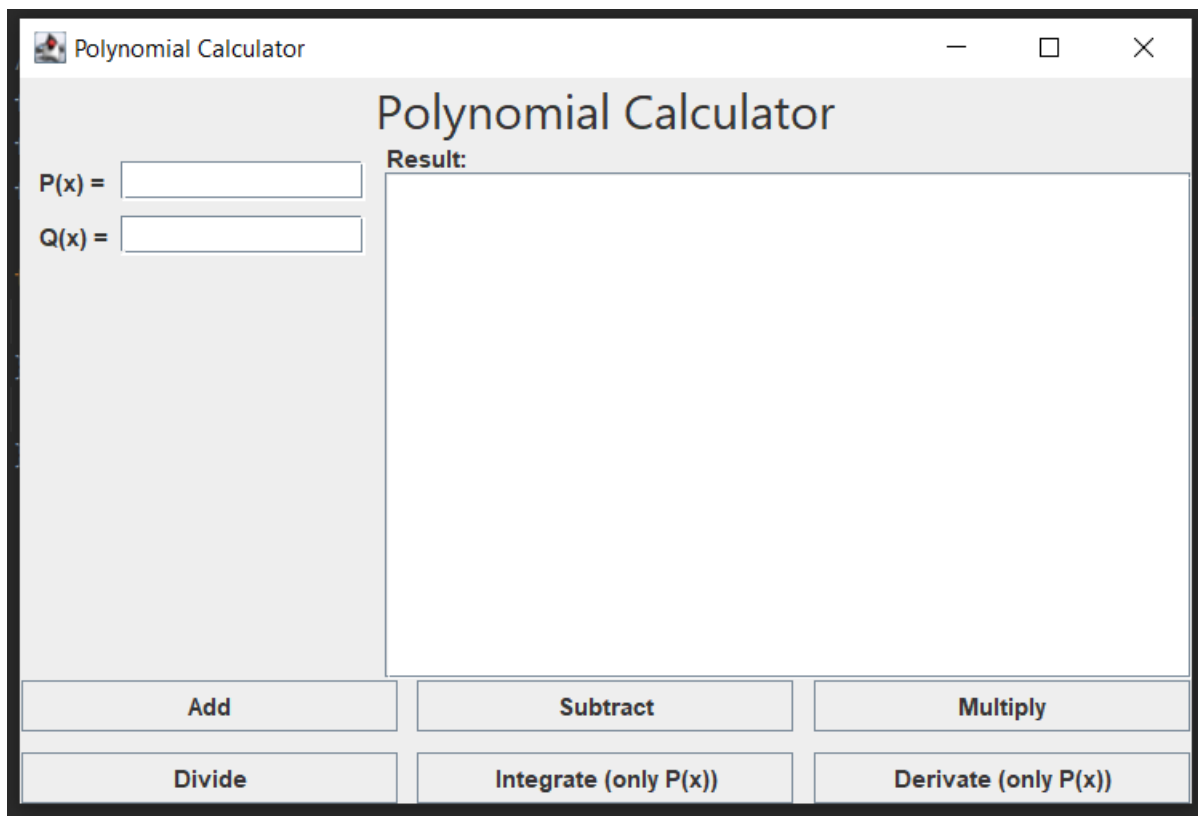 Polynomial Calculator
Polynomial Calculator
P(x) =
Q(x) =
Result:
Add Subtract Multiply
Divide Integrate (only P(x)) Derivate (only P(x))